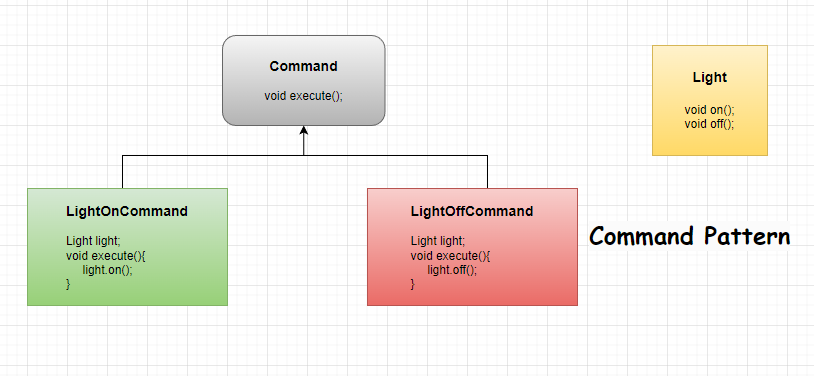 Command
void execute();
Light
void on();
void off();
LightOnCommand
Light light;
void execute(){
light.on();
}
LightOffCommand
Light light;
void execute(){
light.off();
}
Command Pattern